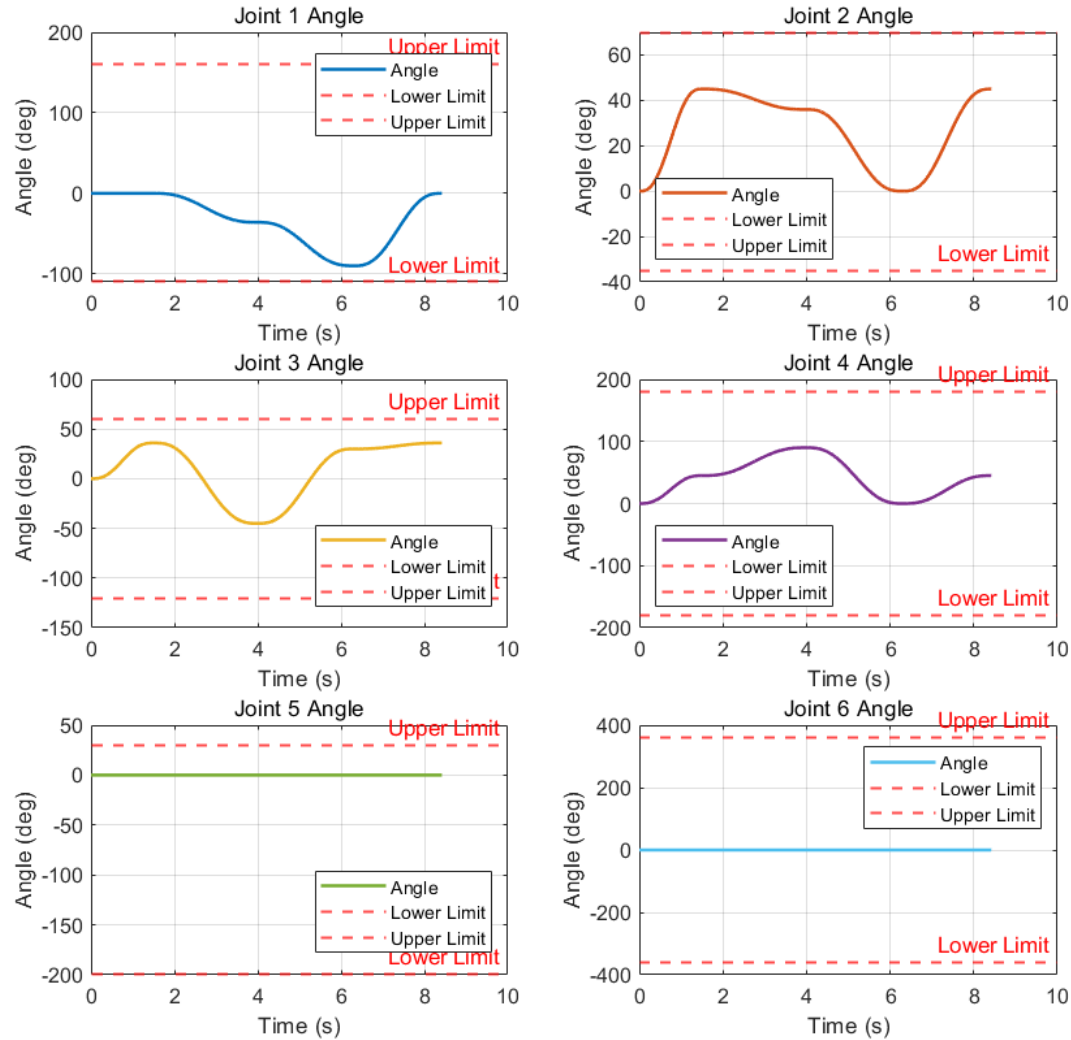 Joint 1 Angle
200
100
0
-100
0
2
4
6
8
10
Angle (deg)
Time (s)
Upper Limit
Lower Limit
Angle
Lower Limit
Upper Limit
Joint 2 Angle
60
40
20
0
-20
-40
0
2
4
6
8
10
Angle (deg)
Time (s)
Lower Limit
Angle
Lower Limit
Upper Limit
Joint 3 Angle
100
50
0
-50
-100
-150
0
2
4
6
8
10
Angle (deg)
Time (s)
Upper Limit
Angle
Lower Limit
Upper Limit
Joint 4 Angle
200
100
0
-100
-200
0
2
4
6
8
10
Angle (deg)
Time (s)
Upper Limit
Lower Limit
Angle
Lower Limit
Upper Limit
Joint 5 Angle
50
0
-50
-100
-150
-200
0
2
4
6
8
10
Angle (deg)
Time (s)
Upper Limit
Lower Limit
Angle
Lower Limit
Upper Limit
Joint 6 Angle
400
200
0
-200
-400
0
2
4
6
8
10
Angle (deg)
Time (s)
Upper Limit
Lower Limit
Angle
Lower Limit
Upper Limit